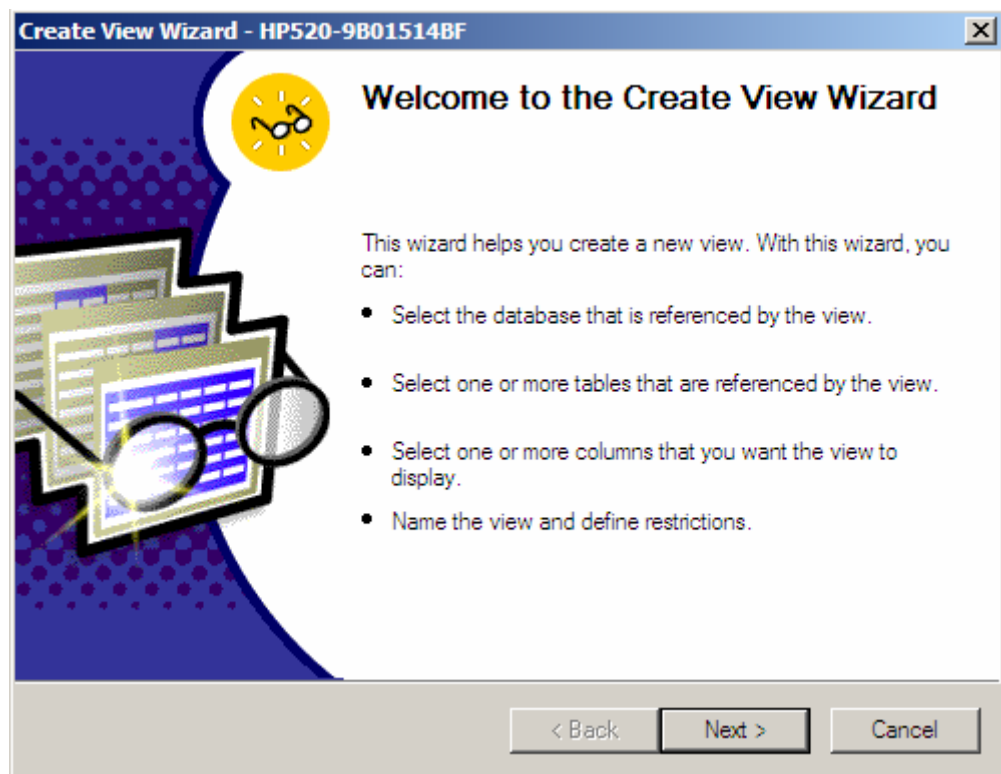 Create View Wizard - HP520-9B01514BF
Welcome to the Create View Wizard
This wizard helps you create a new view. With this wizard, you
can:
• Select the database that is referenced by the view.
• Select one or more tables that are referenced by the view.
• Select one or more columns that you want the view to
display.
• Name the view and define restrictions.
< Back
Next >
Cancel